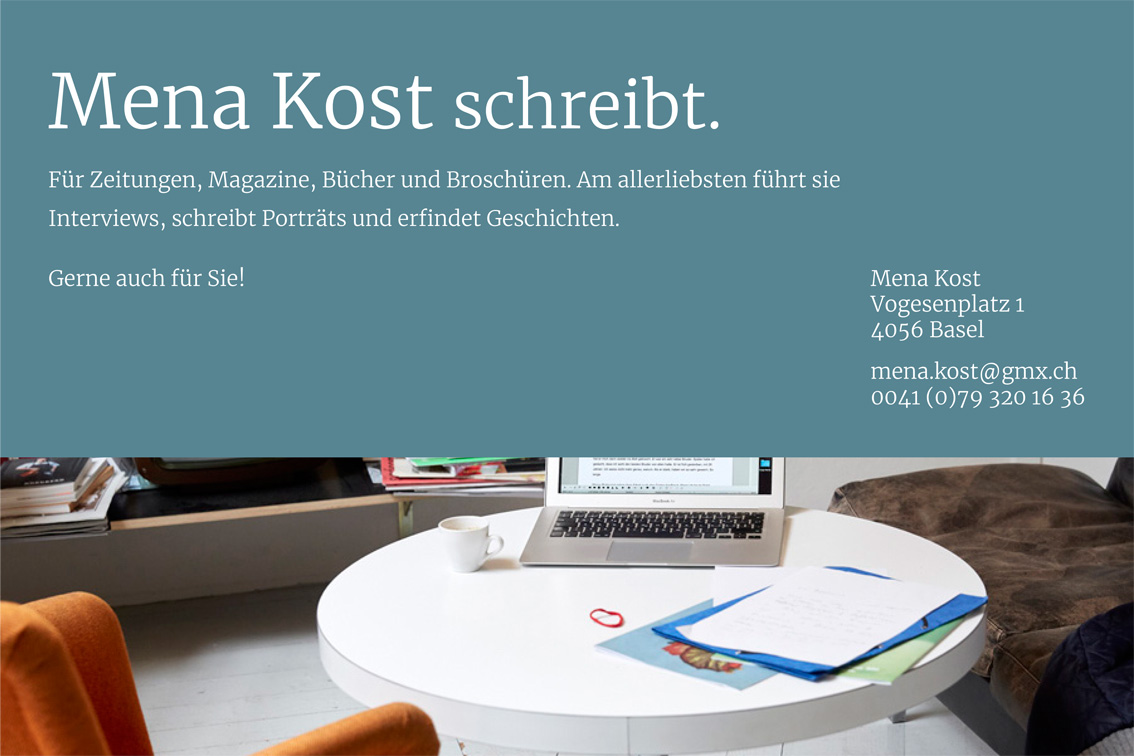 Mena Kost schreibt.
Für Zeitungen, Magazine, Bücher und Broschüren. Am allerliebsten führt sie
Interviews, schreibt Porträts und erfindet Geschichten.
Gerne auch für Sie!
Mena Kost
Vogesenplatz 1
4056 Basel
mena.kost@gmx.ch
0041 (0)79 320 16 36
MacBook Air